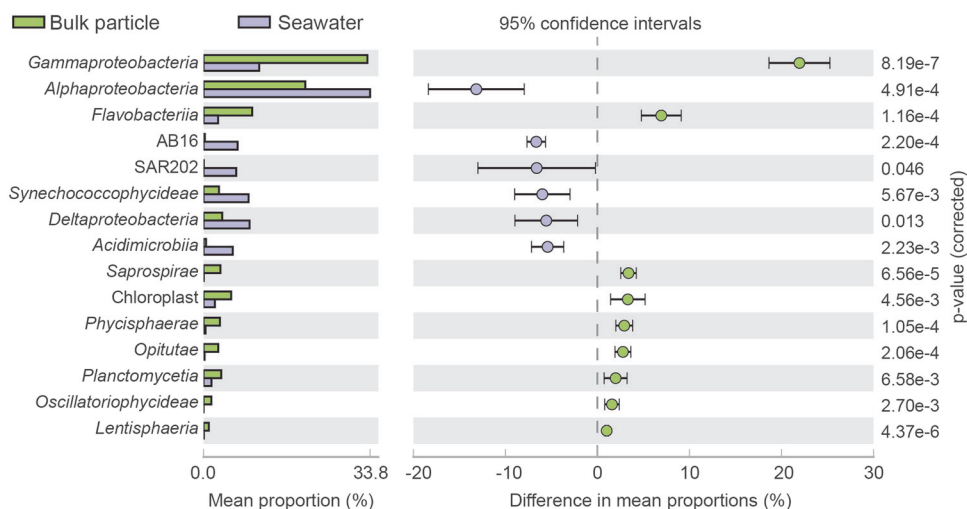 Bulk particle Seawater 95% confidence intervals
Gammaproteobacteria 8.19e-7
Alphaproteobacteria 4.91e-4
Flavobacteriia 1.16e-4
AB16 2.20e-4
SAR202 0.046
Synechococcophycideae 5.67e-3
Deltaproteobacteria 0.013
Acidimicrobiia 2.23e-3
Saprospirae 6.56e-5
Chloroplast 4.56e-3
Phycisphaerae 1.05e-4
Opitutae 2.06e-4
Planctomycetia 6.58e-3
Oscillatoriophycideae 2.70e-3
Lentisphaeria 4.37e-6
p-value (corrected)
0.0 33.8 -20 -10 0 10 20 30
Mean proportion (%) Difference in mean proportions (%)